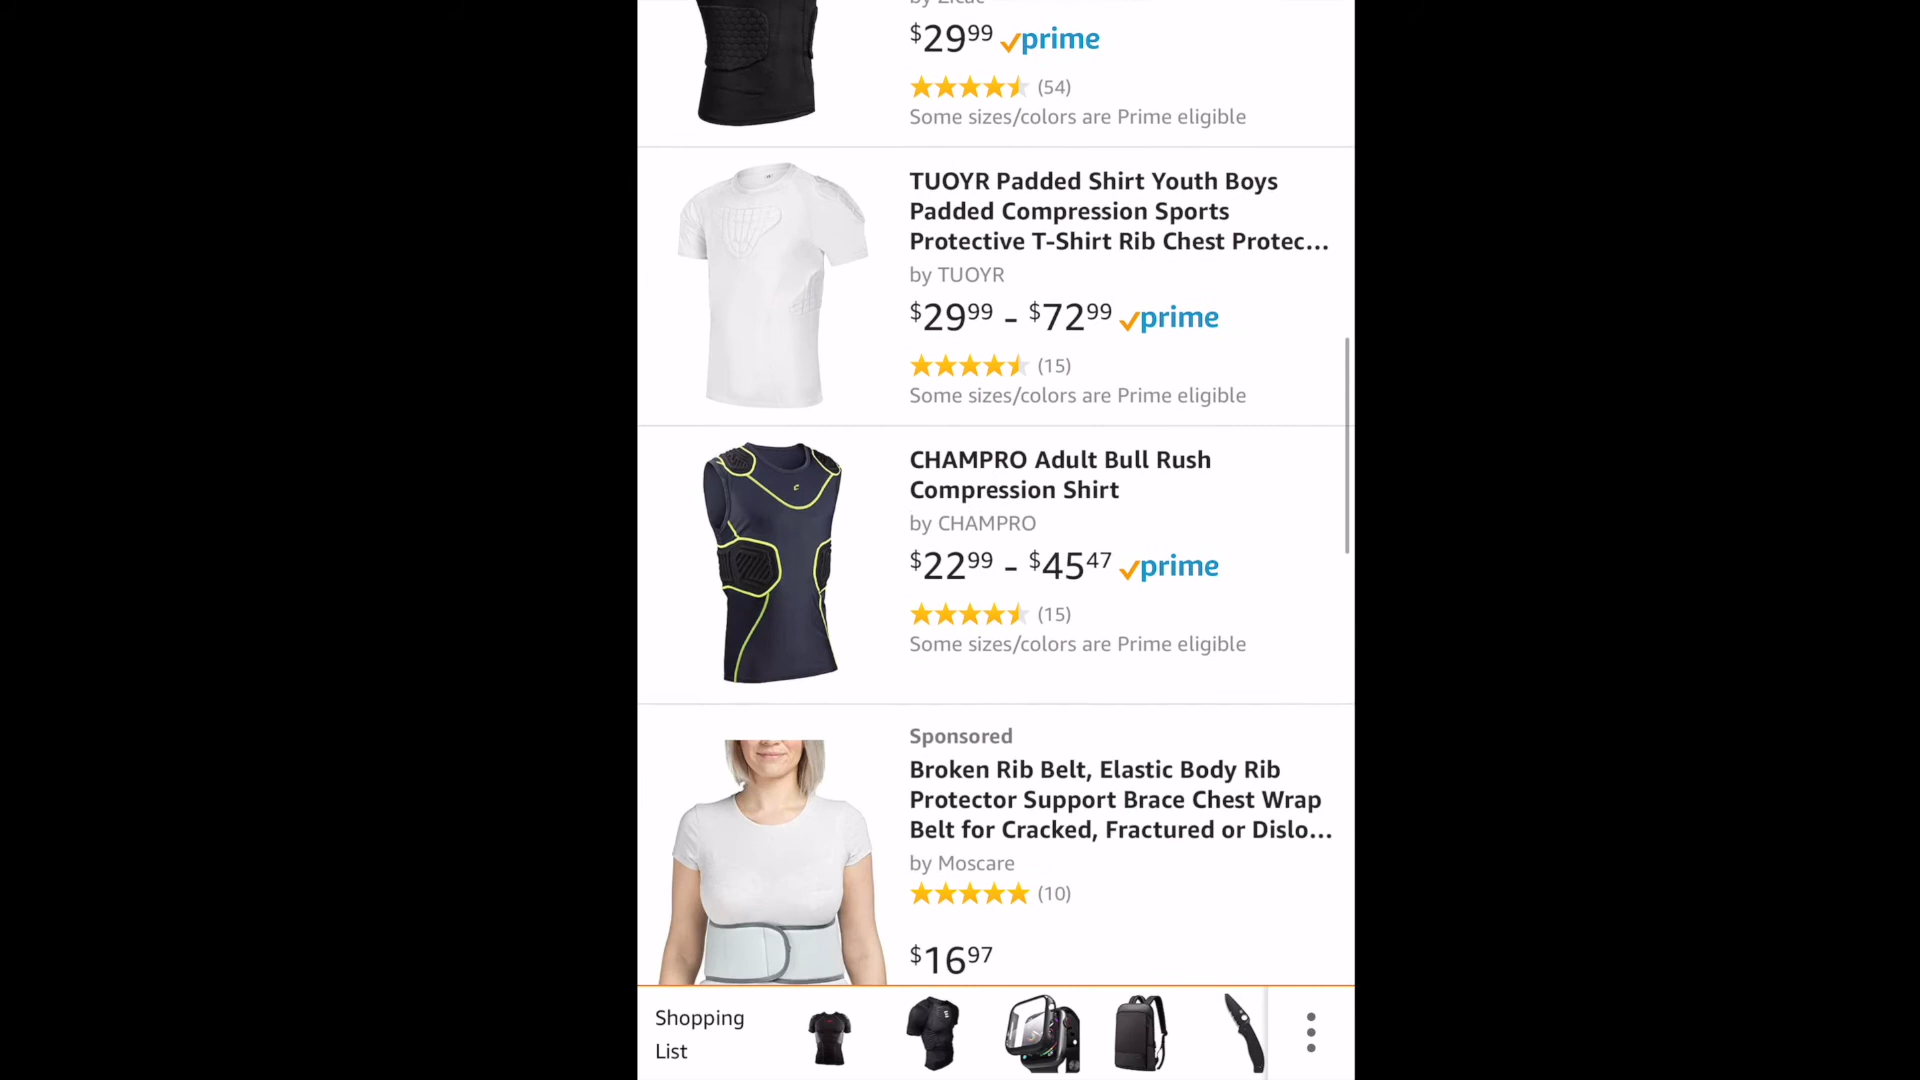 by Zicac
$29.99 prime
(54)
Some sizes/colors are Prime eligible
TUOYR Padded Shirt Youth Boys
Padded Compression Sports
Protective T-Shirt Rib Chest Protec...
by TUOYR
$29.99 - $72.99 prime
(15)
Some sizes/colors are Prime eligible
CHAMPRO Adult Bull Rush
Compression Shirt
by CHAMPRO
$22.99 - $45.47 prime
(15)
Some sizes/colors are Prime eligible
Sponsored
Broken Rib Belt, Elastic Body Rib
Protector Support Brace Chest Wrap
Belt for Cracked, Fractured or Dislo...
by Moscare
(10)
$16.97
Shopping
List